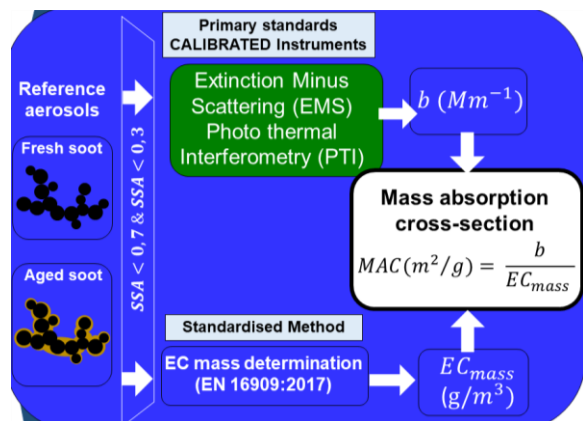 Primary standards
CALIBRATED Instruments
Reference
aerosols
Extinction Minus
Scattering (EMS)
Photo thermal
Interferometry (PTI)
b (Mm⁻¹)
Fresh soot
SSA < 0,7 & SSA < 0,3
Mass absorption
cross-section
MAC(m²/g) = b / EC_mass
Aged soot
Standardised Method
EC mass determination
(EN 16909:2017)
EC_mass
(g/m³)